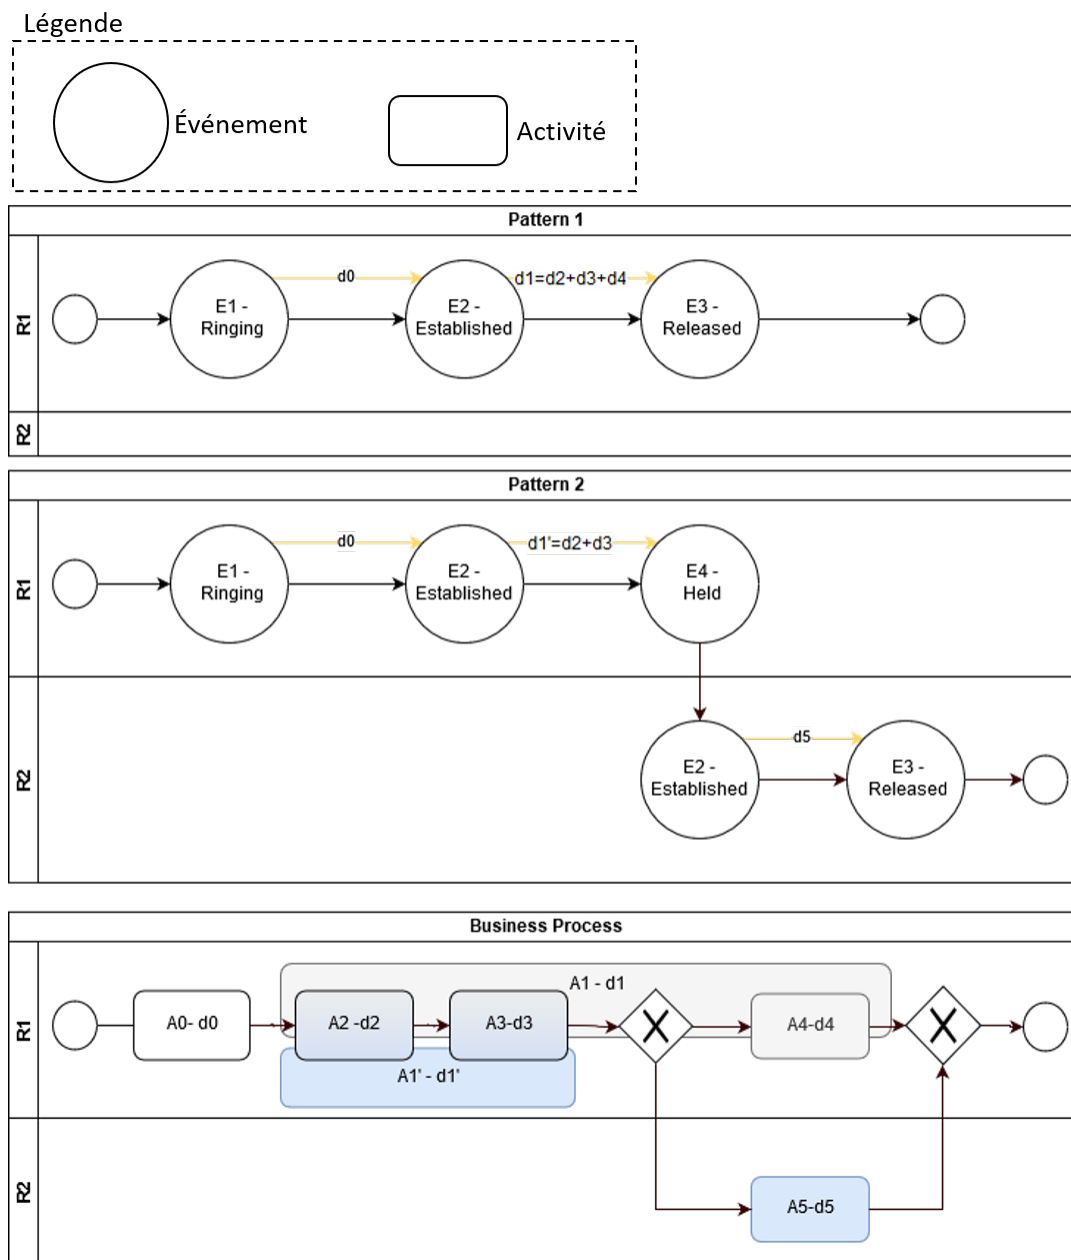 Légende
Événement
Activité
Pattern 1
R1
E1 -
Ringing
d0
E2 -
Established
d1=d2+d3+d4
E3 -
Released
R2
Pattern 2
R1
E1 -
Ringing
d0
E2 -
Established
d1'=d2+d3
E4 -
Held
R2
E2 -
Established
d5
E3 -
Released
Business Process
R1
A0- d0
A1 - d1
A2 -d2
A3-d3
A4-d4
A1' - d1'
R2
A5-d5